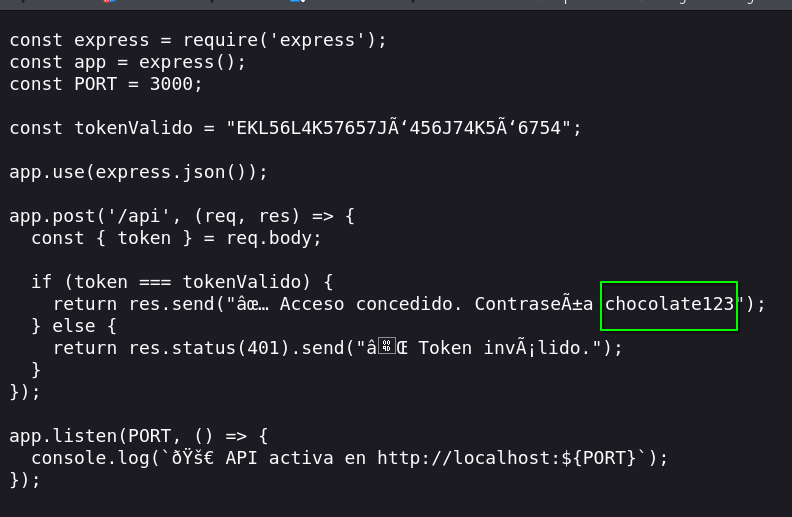 const express = require('express');
const app = express();
const PORT = 3000;
const tokenValido = "EKL56L4K57657JÃ‘456J74K5Ã‘6754";
app.use(express.json());
app.post('/api', (req, res) => {
const { token } = req.body;
if (token === tokenValido) {
return res.send("âœ… Acceso concedido. ContraseÃ±a chocolate123");
} else {
return res.status(401).send("âŒ Token invÃ¡lido.");
}
});
app.listen(PORT, () => {
console.log(`ðŸš€ API activa en http://localhost:${PORT}`);
});